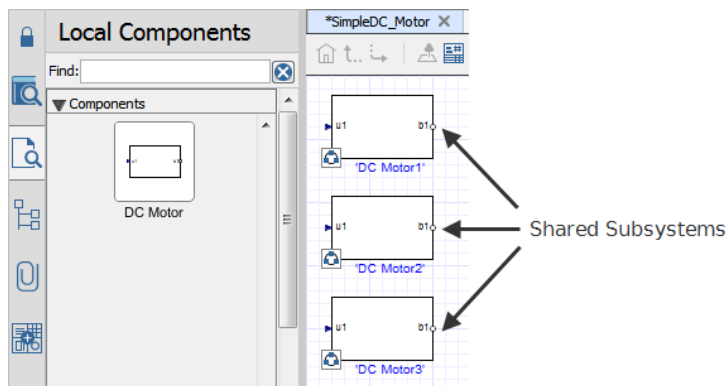 Local Components
Find:
Components
DC Motor
*SimpleDC_Motor
u1 b1
'DC Motor1'
u1 b1
'DC Motor2'
u1 b1
'DC Motor3'
Shared Subsystems